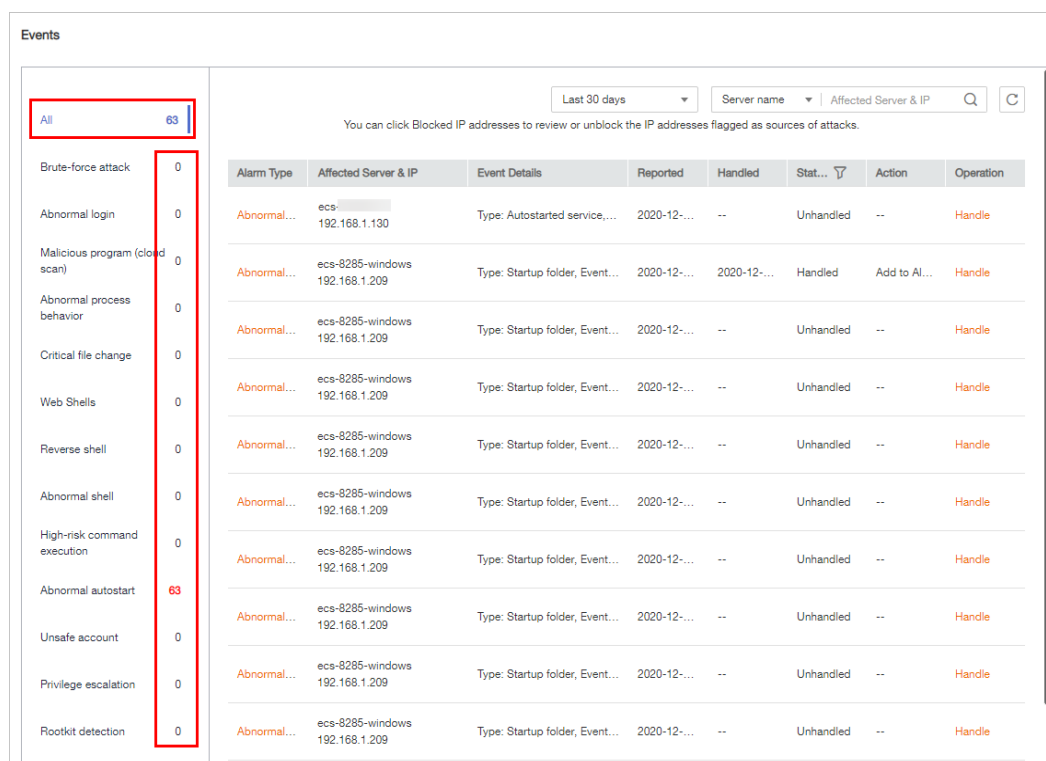 Events
All 63
Brute-force attack 0
Abnormal login 0
Malicious program (cloud
scan) 0
Abnormal process
behavior 0
Critical file change 0
Web Shells 0
Reverse shell 0
Abnormal shell 0
High-risk command
execution 0
Abnormal autostart 63
Unsafe account 0
Privilege escalation 0
Rootkit detection 0
Last 30 days Server name Affected Server & IP
You can click Blocked IP addresses to review or unblock the IP addresses flagged as sources of attacks.
Alarm Type Affected Server & IP Event Details Reported Handled Stat... Action Operation
ecs-
Abnormal... Type: Autostarted service,... 2020-12-... -- Unhandled -- Handle
192.168.1.130
ecs-8285-windows
Abnormal... Type: Startup folder, Event... 2020-12-... 2020-12-... Handled Add to Al... Handle
192.168.1.209
ecs-8285-windows
Abnormal... Type: Startup folder, Event... 2020-12-... -- Unhandled -- Handle
192.168.1.209
ecs-8285-windows
Abnormal... Type: Startup folder, Event... 2020-12-... -- Unhandled -- Handle
192.168.1.209
ecs-8285-windows
Abnormal... Type: Startup folder, Event... 2020-12-... -- Unhandled -- Handle
192.168.1.209
ecs-8285-windows
Abnormal... Type: Startup folder, Event... 2020-12-... -- Unhandled -- Handle
192.168.1.209
ecs-8285-windows
Abnormal... Type: Startup folder, Event... 2020-12-... -- Unhandled -- Handle
192.168.1.209
ecs-8285-windows
Abnormal... Type: Startup folder, Event... 2020-12-... -- Unhandled -- Handle
192.168.1.209
ecs-8285-windows
Abnormal... Type: Startup folder, Event... 2020-12-... -- Unhandled -- Handle
192.168.1.209
ecs-8285-windows
Abnormal... Type: Startup folder, Event... 2020-12-... -- Unhandled -- Handle
192.168.1.209